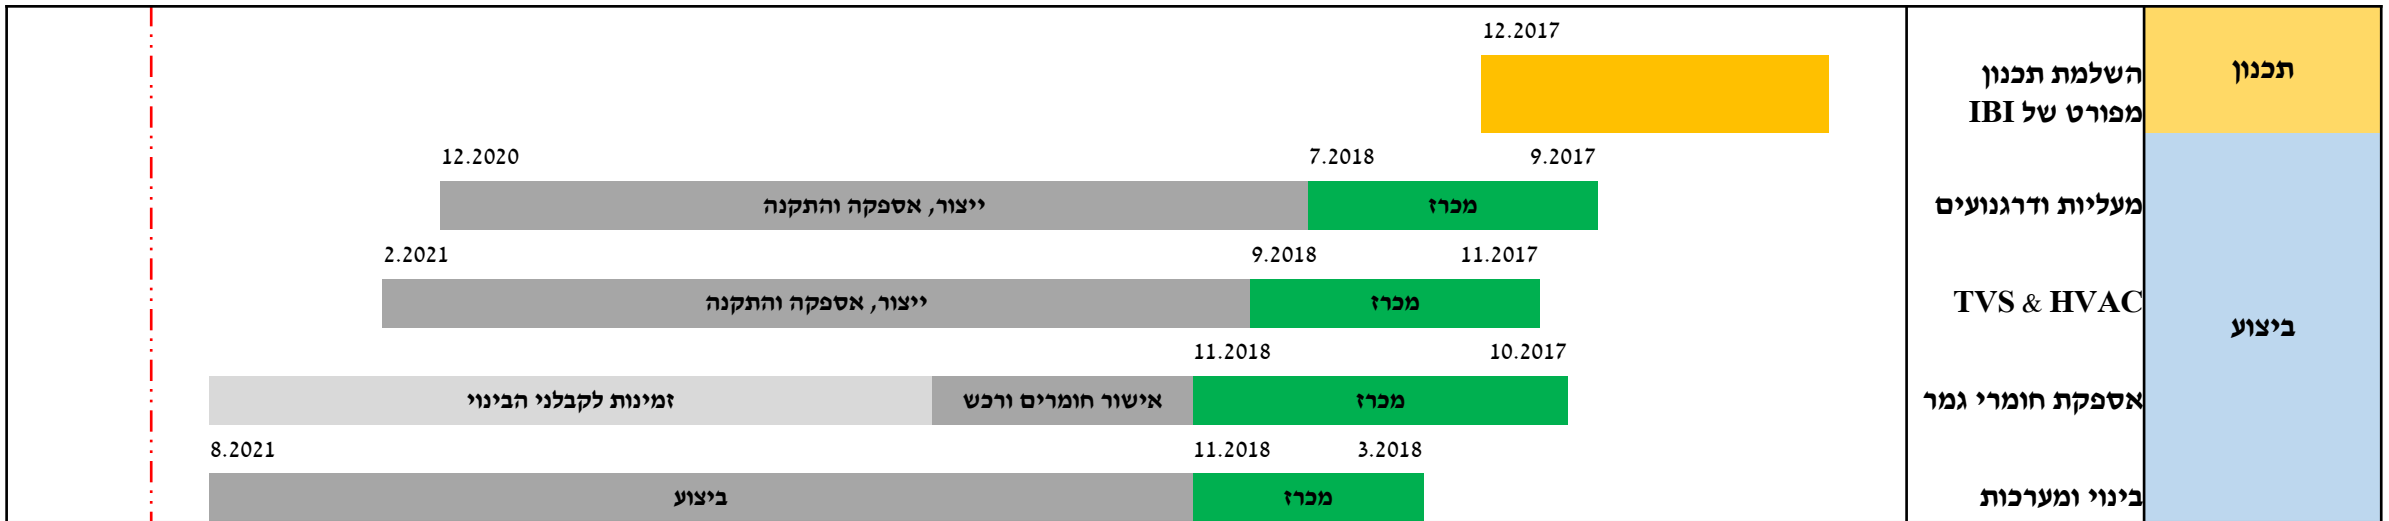 תכנון
השלמת תכנון
מפורט של IBI
12.2017
ביצוע
מעליות ודרגנועים
9.2017 7.2018 12.2020
מכרז ייצור, אספקה והתקנה
TVS & HVAC
11.2017 9.2018 2.2021
מכרז ייצור, אספקה והתקנה
אספקת חומרי גמר
10.2017 11.2018
מכרז אישור חומרים ורכש זמינות לקבלני הבינוי
בינוי ומערכות
3.2018 11.2018 8.2021
מכרז ביצוע